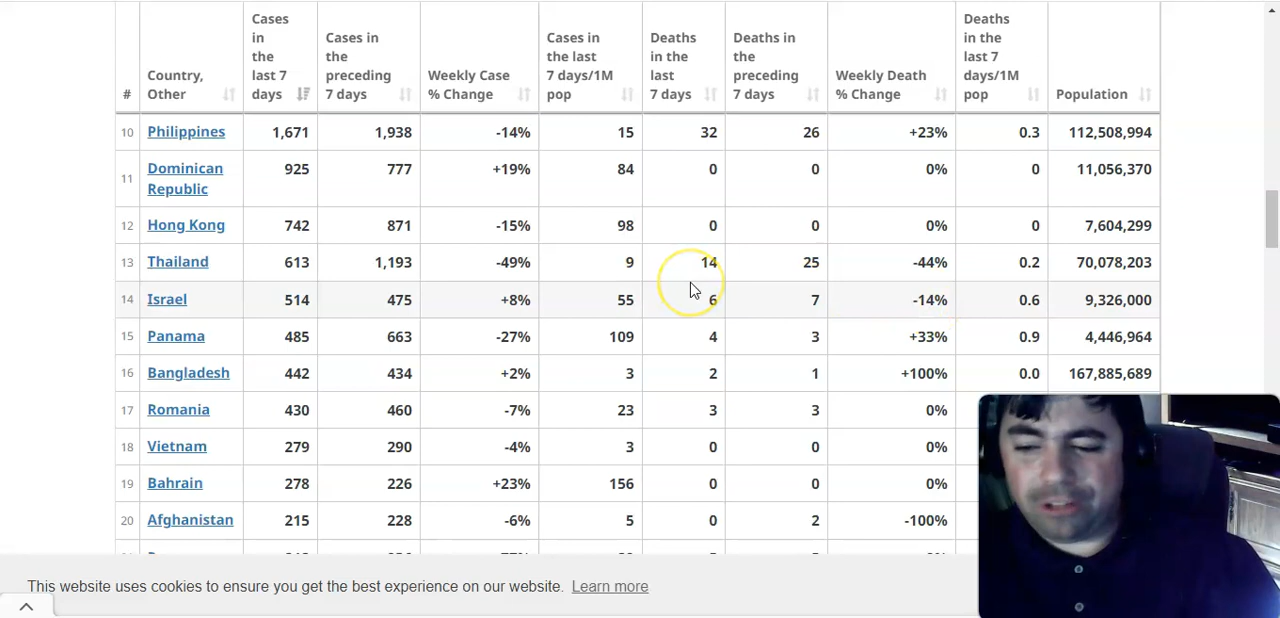 # Country, Other Cases in the last 7 days Cases in the preceding 7 days Weekly Case % Change Cases in the last 7 days/1M pop Deaths in the last 7 days Deaths in the preceding 7 days Weekly Death % Change Deaths in the last 7 days/1M pop Population
10 Philippines 1,671 1,938 -14% 15 32 26 +23% 0.3 112,508,994
11 Dominican Republic 925 777 +19% 84 0 0 0% 0 11,056,370
12 Hong Kong 742 871 -15% 98 0 0 0% 0 7,604,299
13 Thailand 613 1,193 -49% 9 14 25 -44% 0.2 70,078,203
14 Israel 514 475 +8% 55 6 7 -14% 0.6 9,326,000
15 Panama 485 663 -27% 109 4 3 +33% 0.9 4,446,964
16 Bangladesh 442 434 +2% 3 2 1 +100% 0.0 167,885,689
17 Romania 430 460 -7% 23 3 3 0%
18 Vietnam 279 290 -4% 3 0 0 0%
19 Bahrain 278 226 +23% 156 0 0 0%
20 Afghanistan 215 228 -6% 5 0 2 -100%
This website uses cookies to ensure you get the best experience on our website. Learn more